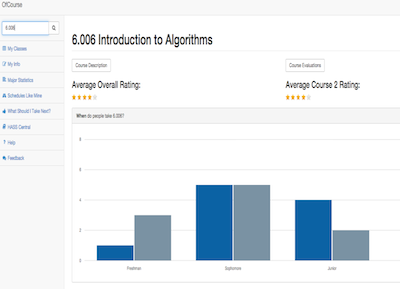 OfCourse
6.006
6.006 Introduction to Algorithms
My Classes
Course Description
Course Evaluations
My Info
Major Statistics
Average Overall Rating:
Average Course 2 Rating:
Schedules Like Mine
What Should I Take Next?
When do people take 6.006?
HASS Central
Help
Feedback
8
6
4
2
0
Freshman
Sophomore
Junior